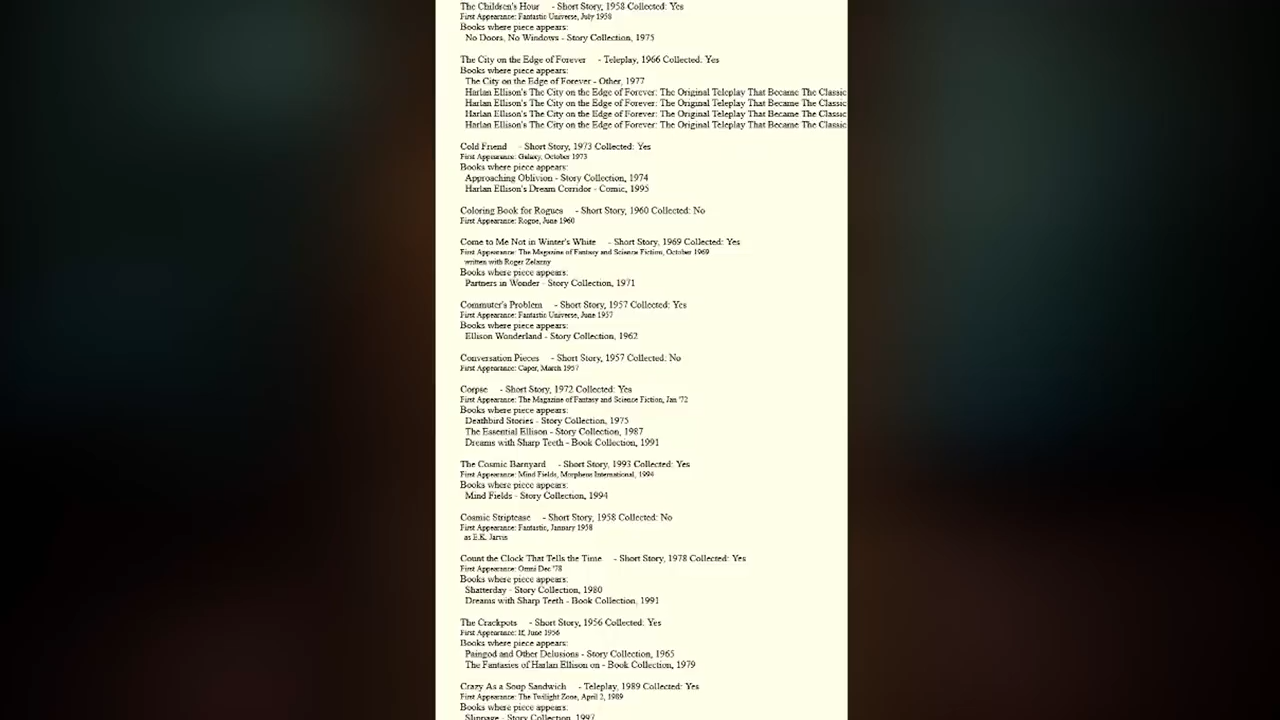 The Children's Hour - Short Story, 1958 Collected: Yes
First Appearance: Fantastic Universe, July 1958
Books where piece appears:
No Doors, No Windows - Story Collection, 1975
The City on the Edge of Forever - Teleplay, 1966 Collected: Yes
Books where piece appears:
The City on the Edge of Forever - Other, 1977
Harlan Ellison's The City on the Edge of Forever: The Original Teleplay That Became The Classic
Harlan Ellison's The City on the Edge of Forever: The Original Teleplay That Became The Classic
Harlan Ellison's The City on the Edge of Forever: The Original Teleplay That Became The Classic
Harlan Ellison's The City on the Edge of Forever: The Original Teleplay That Became The Classic
Cold Friend - Short Story, 1973 Collected: Yes
First Appearance: Galaxy, October 1973
Books where piece appears:
Approaching Oblivion - Story Collection, 1974
Harlan Ellison's Dream Corridor - Comic, 1995
Coloring Book for Rogues - Short Story, 1960 Collected: No
First Appearance: Rogue, June 1960
Come to Me Not in Winter's White - Short Story, 1969 Collected: Yes
First Appearance: The Magazine of Fantasy and Science Fiction, October 1969
written with Roger Zelazny
Books where piece appears:
Partners in Wonder - Story Collection, 1971
Commuter's Problem - Short Story, 1957 Collected: Yes
First Appearance: Fantastic Universe, June 1957
Books where piece appears:
Ellison Wonderland - Story Collection, 1962
Conversation Pieces - Short Story, 1957 Collected: No
First Appearance: Caper, March 1957
Corpse - Short Story, 1972 Collected: Yes
First Appearance: The Magazine of Fantasy and Science Fiction, Jan '72
Books where piece appears:
Deathbird Stories - Story Collection, 1975
The Essential Ellison - Story Collection, 1987
Dreams with Sharp Teeth - Book Collection, 1991
The Cosmic Barnyard - Short Story, 1993 Collected: Yes
First Appearance: Mind Fields, Morpheus International, 1994
Books where piece appears:
Mind Fields - Story Collection, 1994
Cosmic Striptease - Short Story, 1958 Collected: No
First Appearance: Fantastic, January 1958
as E.K. Jarvis
Count the Clock That Tells the Time - Short Story, 1978 Collected: Yes
First Appearance: Omni Dec '78
Books where piece appears:
Shatterday - Story Collection, 1980
Dreams with Sharp Teeth - Book Collection, 1991
The Crackpots - Short Story, 1956 Collected: Yes
First Appearance: If, June 1956
Books where piece appears:
Paingod and Other Delusions - Story Collection, 1965
The Fantasies of Harlan Ellison on - Book Collection, 1979
Crazy As a Soup Sandwich - Teleplay, 1989 Collected: Yes
First Appearance: The Twilight Zone, April 2, 1989
Books where piece appears:
Slippage - Story Collection, 1997